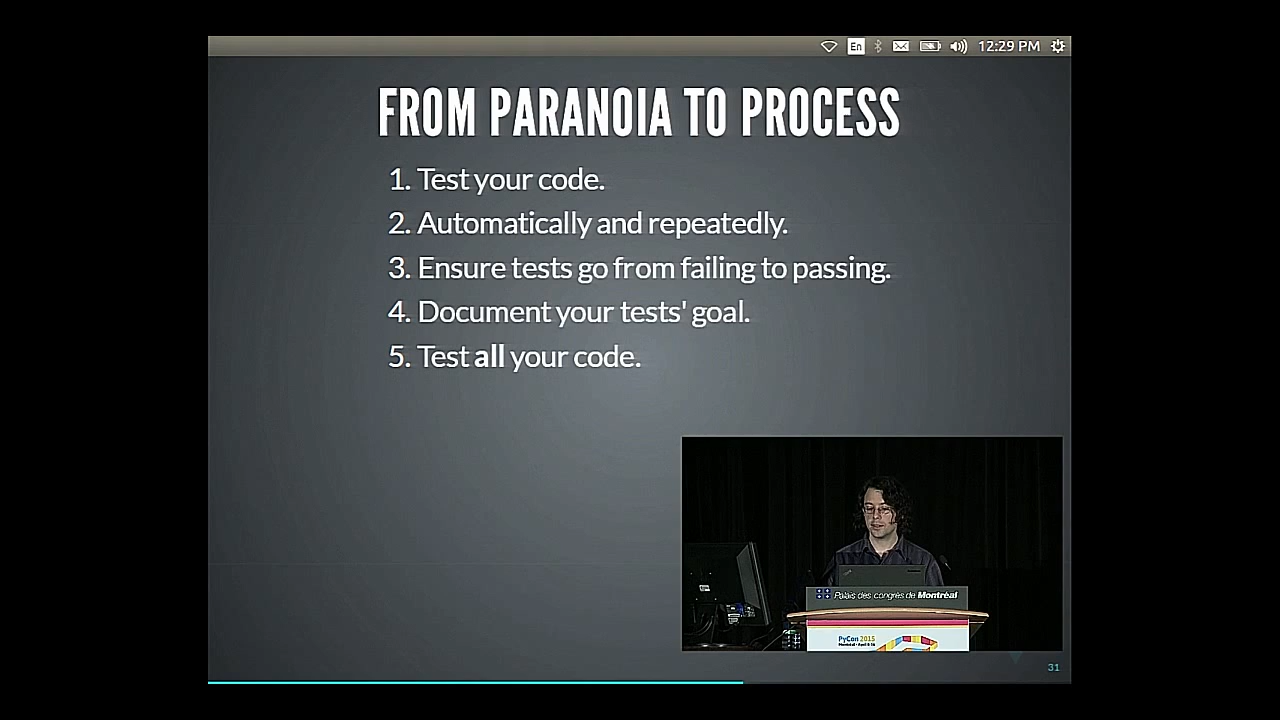 En 12:29 PM
FROM PARANOIA TO PROCESS
1. Test your code.
2. Automatically and repeatedly.
3. Ensure tests go from failing to passing.
4. Document your tests' goal.
5. Test all your code.
Palais des congrès de Montréal
PyCon 2015
31